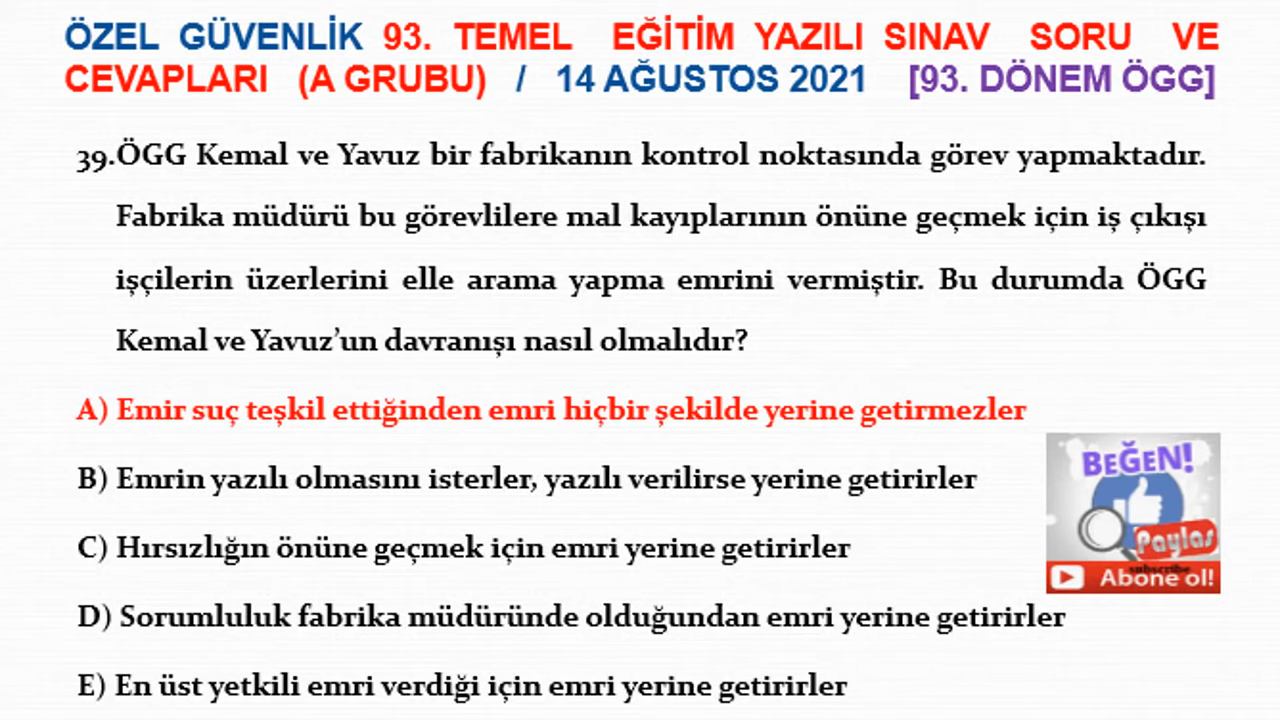 ÖZEL GÜVENLİK 93. TEMEL EĞİTİM YAZILI SINAV SORU VE
CEVAPLARI (A GRUBU) / 14 AĞUSTOS 2021 [93. DÖNEM ÖGG]
39.ÖGG Kemal ve Yavuz bir fabrikanın kontrol noktasında görev yapmaktadır.
Fabrika müdürü bu görevlilere mal kayıplarının önüne geçmek için iş çıkışı
işçilerin üzerlerini elle arama yapma emrini vermiştir. Bu durumda ÖGG
Kemal ve Yavuz’un davranışı nasıl olmalıdır?
A) Emir suç teşkil ettiğinden emri hiçbir şekilde yerine getirmezler
B) Emrin yazılı olmasını isterler, yazılı verilirse yerine getirirler
C) Hırsızlığın önüne geçmek için emri yerine getirirler
D) Sorumluluk fabrika müdüründe olduğundan emri yerine getirirler
E) En üst yetkili emri verdiği için emri yerine getirirler
BEĞEN!
Paylaş
subscribe
Abone ol!